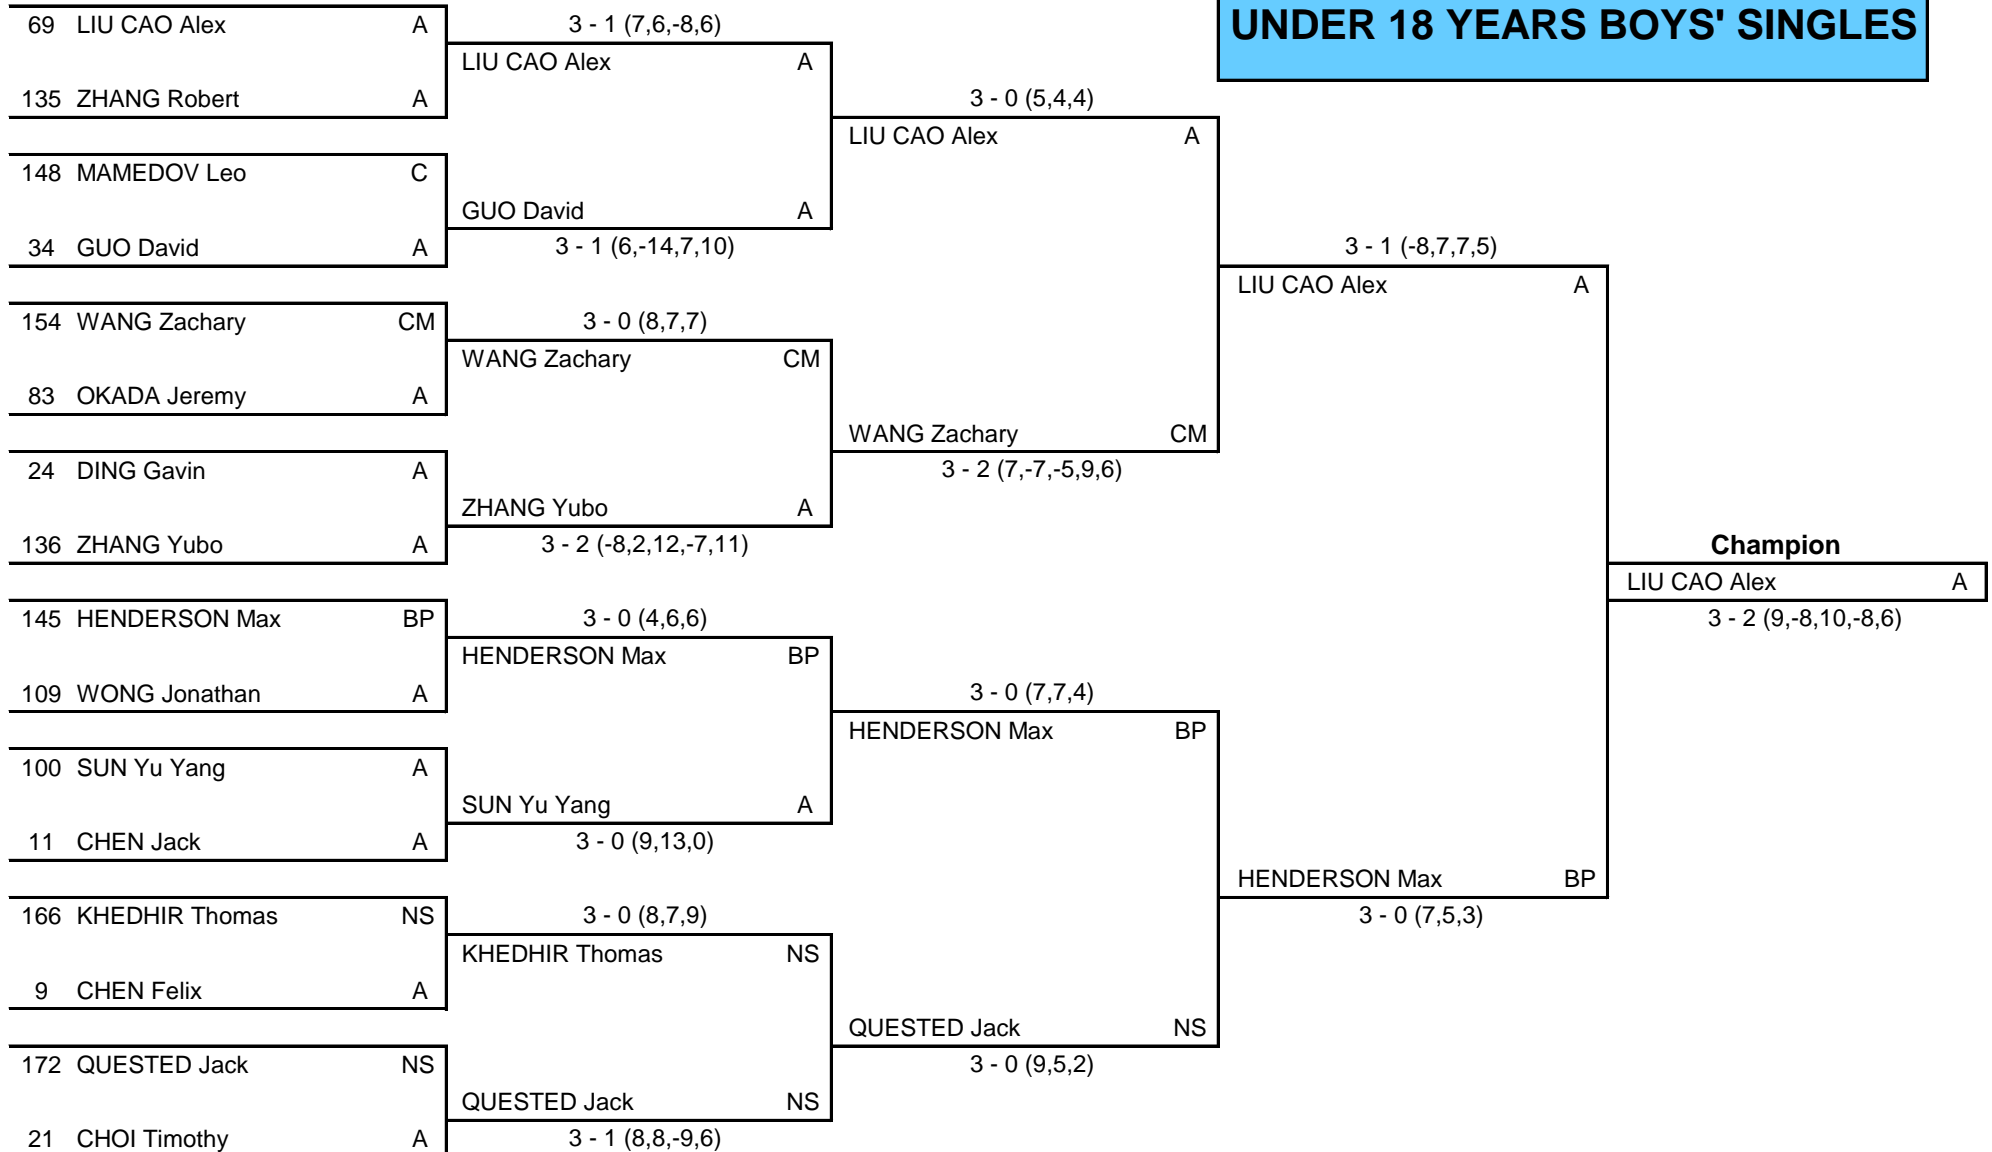 UNDER 18 YEARS BOYS' SINGLES
69 LIU CAO Alex A
3 - 1 (7,6,-8,6)
LIU CAO Alex A
135 ZHANG Robert A
3 - 0 (5,4,4)
LIU CAO Alex A
148 MAMEDOV Leo C
GUO David A
34 GUO David A
3 - 1 (6,-14,7,10)
3 - 1 (-8,7,7,5)
LIU CAO Alex A
154 WANG Zachary CM
3 - 0 (8,7,7)
WANG Zachary CM
83 OKADA Jeremy A
WANG Zachary CM
24 DING Gavin A
3 - 2 (7,-7,-5,9,6)
ZHANG Yubo A
136 ZHANG Yubo A
3 - 2 (-8,2,12,-7,11)
Champion
LIU CAO Alex A
145 HENDERSON Max BP
3 - 0 (4,6,6)
3 - 2 (9,-8,10,-8,6)
HENDERSON Max BP
109 WONG Jonathan A
3 - 0 (7,7,4)
HENDERSON Max BP
100 SUN Yu Yang A
SUN Yu Yang A
11 CHEN Jack A
3 - 0 (9,13,0)
HENDERSON Max BP
166 KHEDHIR Thomas NS
3 - 0 (8,7,9)
3 - 0 (7,5,3)
KHEDHIR Thomas NS
9 CHEN Felix A
QUESTED Jack NS
172 QUESTED Jack NS
3 - 0 (9,5,2)
QUESTED Jack NS
21 CHOI Timothy A
3 - 1 (8,8,-9,6)